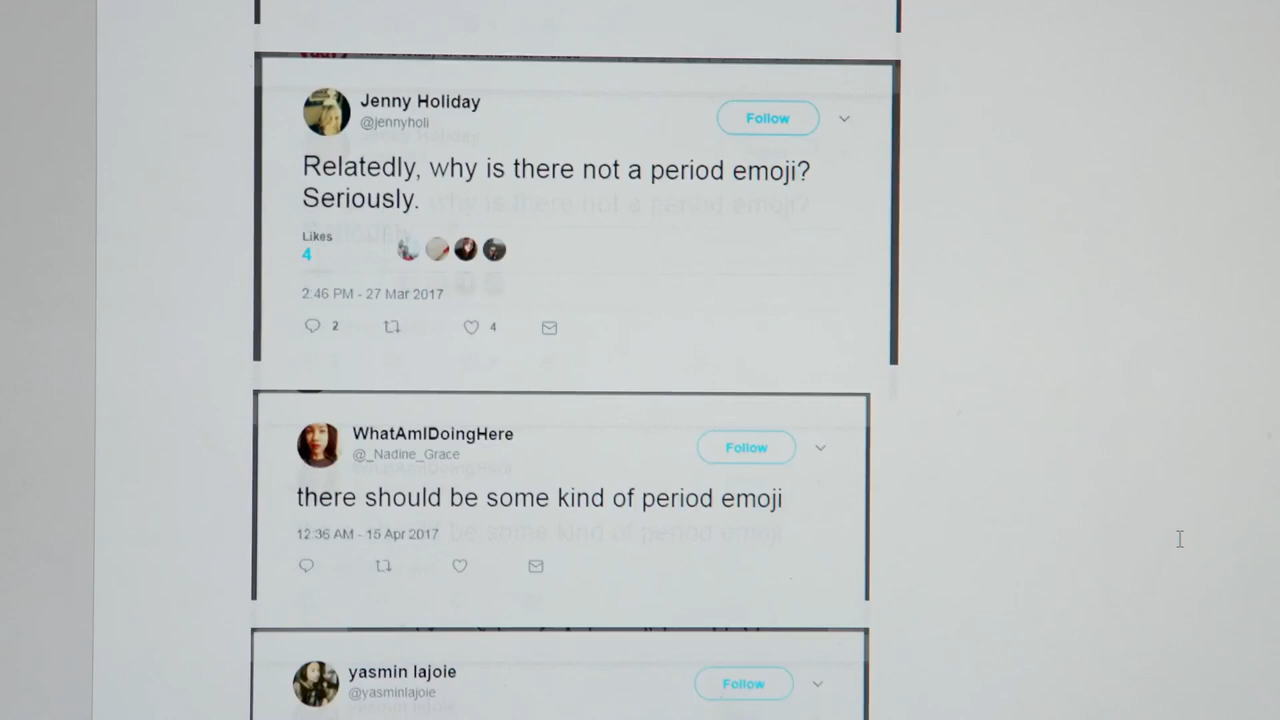 Jenny Holiday
@jennyholi
Follow
Relatedly, why is there not a period emoji?
Seriously.
Likes
4
2:46 PM - 27 Mar 2017
2
4
WhatAmIDoingHere
@_Nadine_Grace
Follow
there should be some kind of period emoji
12:36 AM - 15 Apr 2017
yasmin lajoie
@yasminlajoie
Follow